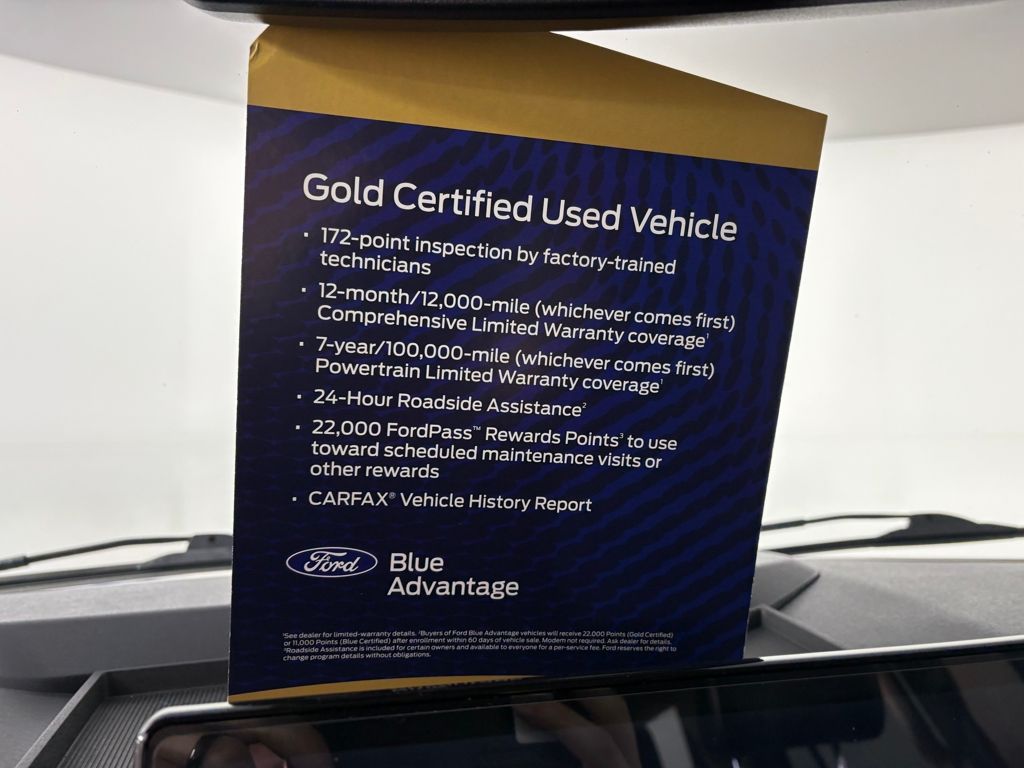 Gold Certified Used Vehicle
· 172-point inspection by factory-trained
technicians
· 12-month/12,000-mile (whichever comes first)
Comprehensive Limited Warranty coverage¹
· 7-year/100,000-mile (whichever comes first)
Powertrain Limited Warranty coverage¹
· 24-Hour Roadside Assistance²
· 22,000 FordPass™ Rewards Points³ to use
toward scheduled maintenance visits or
other rewards
· CARFAX® Vehicle History Report
Ford
Blue
Advantage
¹See dealer for limited-warranty details. ²Buyers of Ford Blue Advantage vehicles will receive 22,000 Points (Gold Certified)
or 11,000 Points (Blue Certified) after enrollment within 60 days of vehicle sale. Modem not required. Ask dealer for details.
³Roadside Assistance is included for certain owners and available to everyone for a per-service fee. Ford reserves the right to
change program details without obligations.